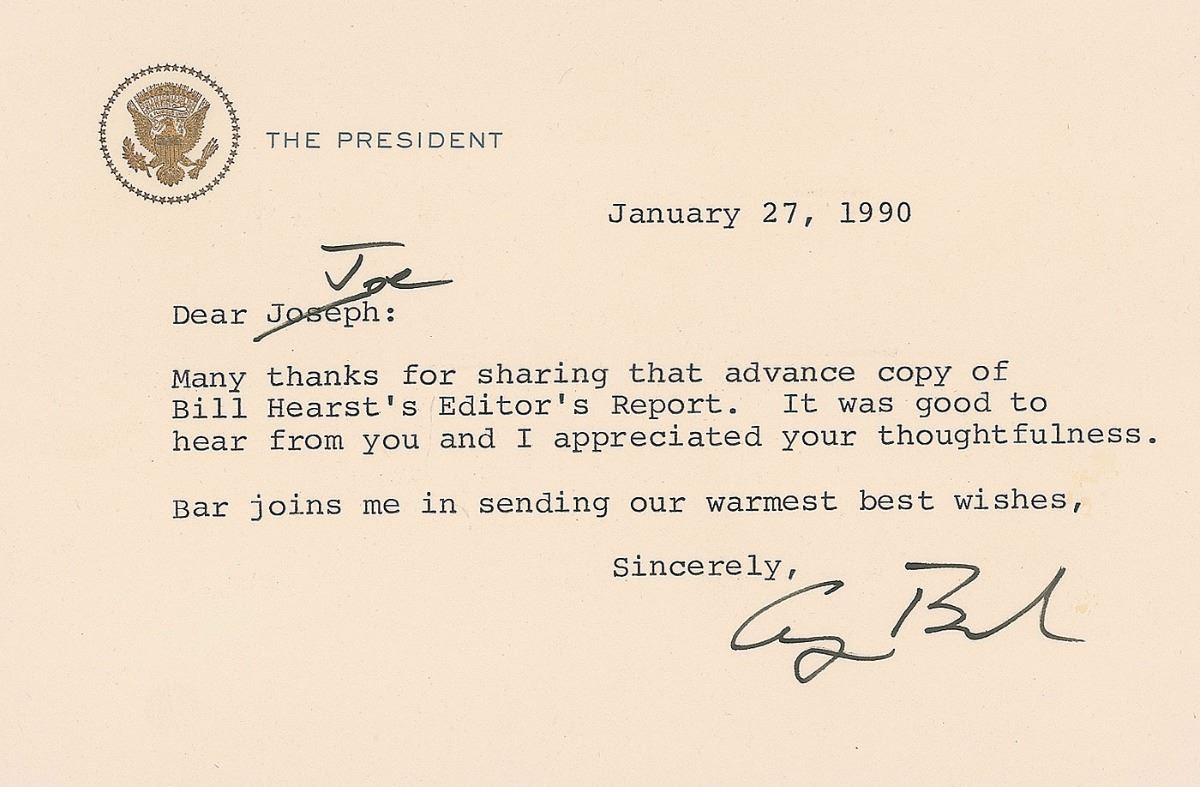 THE PRESIDENT
January 27, 1990
Joe
Dear Joseph:
Many thanks for sharing that advance copy of
Bill Hearst's Editor's Report. It was good to
hear from you and I appreciated your thoughtfulness.
Bar joins me in sending our warmest best wishes,
Sincerely,
G Bush